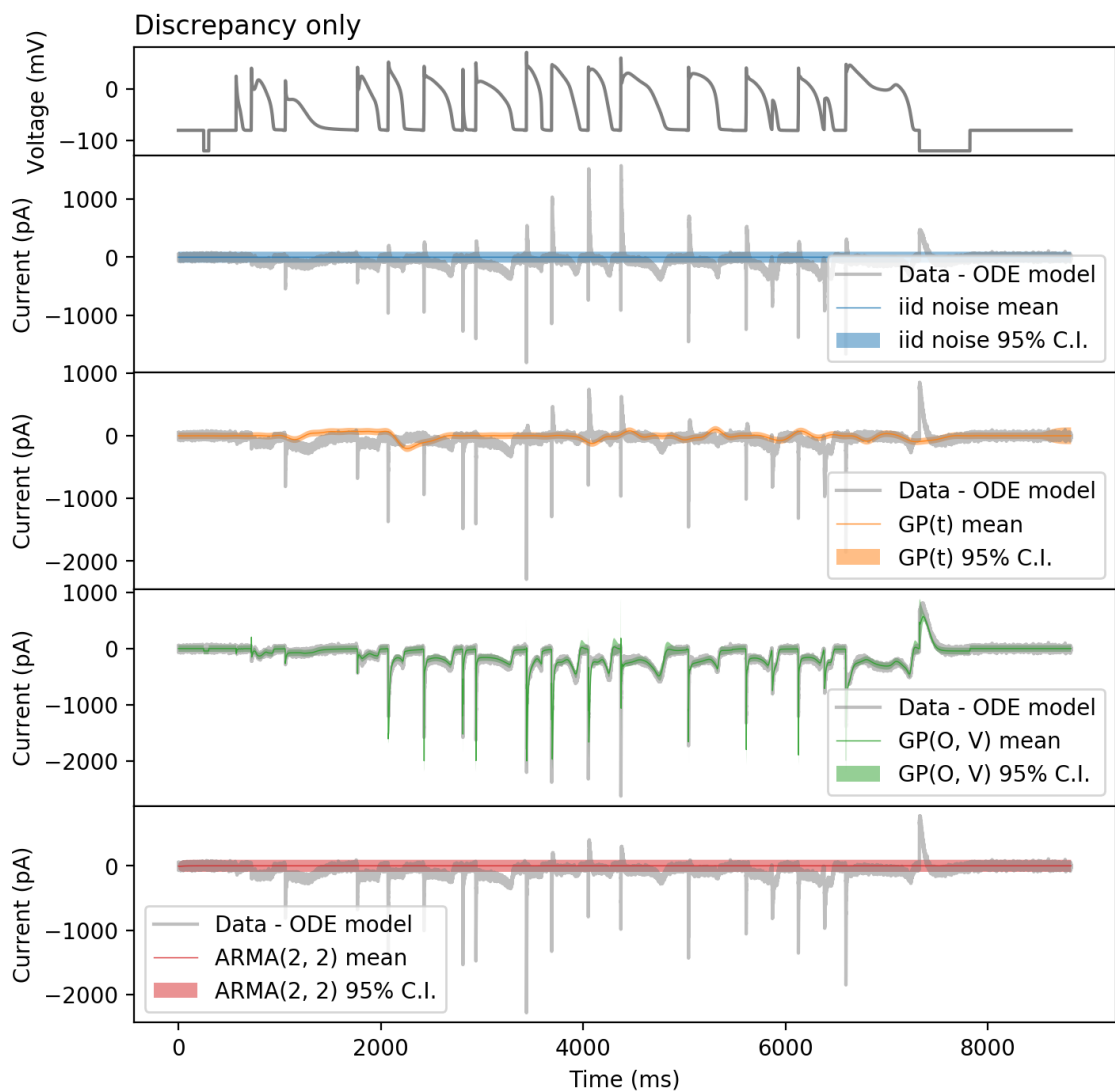 Discrepancy only
Voltage (mV)
0
−100
Current (pA)
1000
0
−1000
Data - ODE model
iid noise mean
iid noise 95% C.I.
Current (pA)
1000
0
−1000
−2000
Data - ODE model
GP(t) mean
GP(t) 95% C.I.
Current (pA)
1000
0
−1000
−2000
Data - ODE model
GP(O, V) mean
GP(O, V) 95% C.I.
Current (pA)
0
−1000
−2000
Data - ODE model
ARMA(2, 2) mean
ARMA(2, 2) 95% C.I.
0 2000 4000 6000 8000
Time (ms)